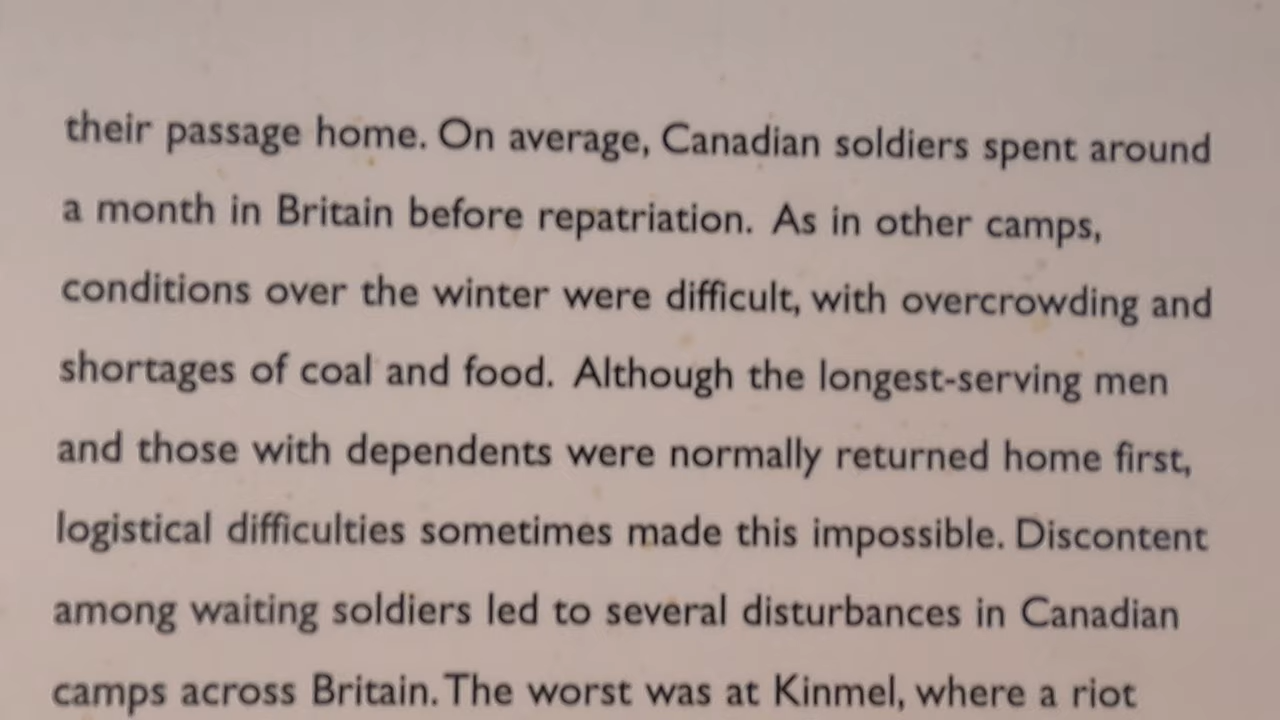 their passage home. On average, Canadian soldiers spent around
a month in Britain before repatriation. As in other camps,
conditions over the winter were difficult, with overcrowding and
shortages of coal and food. Although the longest-serving men
and those with dependents were normally returned home first,
logistical difficulties sometimes made this impossible. Discontent
among waiting soldiers led to several disturbances in Canadian
camps across Britain. The worst was at Kinmel, where a riot